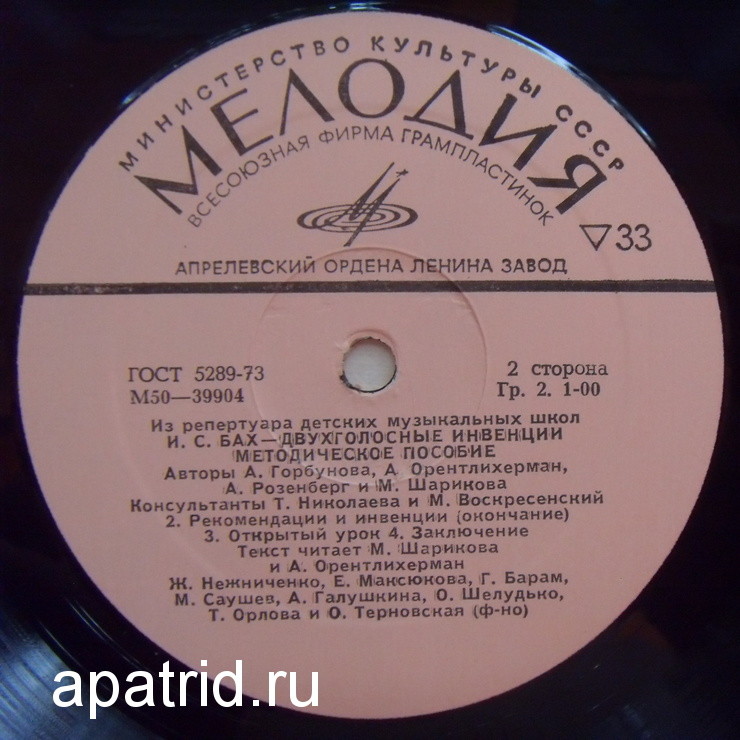 МИНИСТЕРСТВО КУЛЬТУРЫ СССР
МЕЛОДИЯ
ВСЕСОЮЗНАЯ ФИРМА ГРАМПЛАСТИНОК
33
АПРЕЛЕВСКИЙ ОРДЕНА ЛЕНИНА ЗАВОД
ГОСТ 5289-73
М50—39904
2 сторона
Гр. 2. 1-00
Из репертуара детских музыкальных школ
И. С. БАХ—ДВУХГОЛОСНЫЕ ИНВЕНЦИИ
МЕТОДИЧЕСКОЕ ПОСОБИЕ
Авторы А. Горбунова, А. Орентлихерман,
А. Розенберг и М. Шарикова
Консультанты Т. Николаева и М. Воскресенский
2. Рекомендации и инвенции (окончание)
3. Открытый урок 4. Заключение
Текст читает М. Шарикова
и А. Орентлихерман
Ж. Нежниченко, Е. Максюкова, Г. Барам,
М. Саушев, А. Галушкина, О. Шелудько,
Т. Орлова и О. Терновская (ф-но)
apatrid.ru